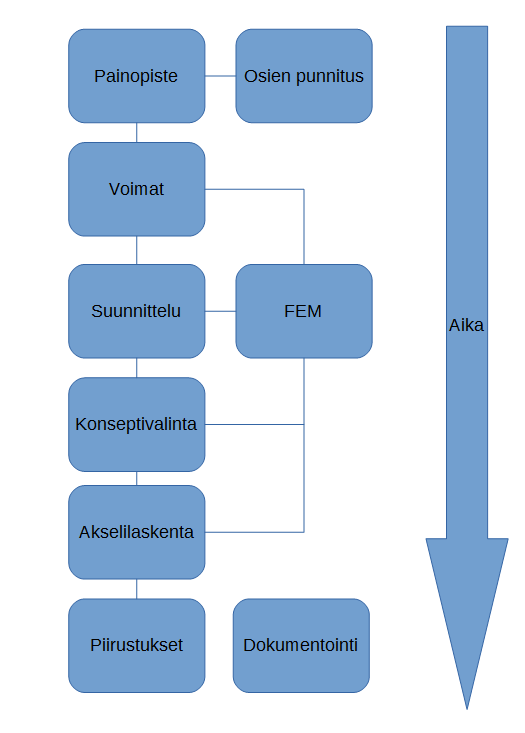 Painopiste
Osien punnitus
Voimat
Suunnittelu
FEM
Aika
Konseptivalinta
Akselilaskenta
Piirustukset
Dokumentointi